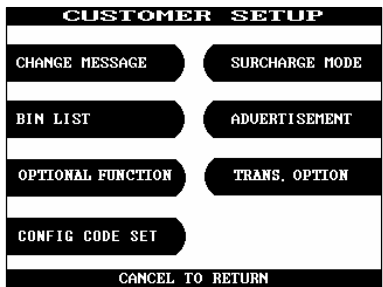 CUSTOMER SETUP
CHANGE MESSAGE
SURCHARGE MODE
BIN LIST
ADVERTISEMENT
OPTIONAL FUNCTION
TRANS. OPTION
CONFIG CODE SET
CANCEL TO RETURN